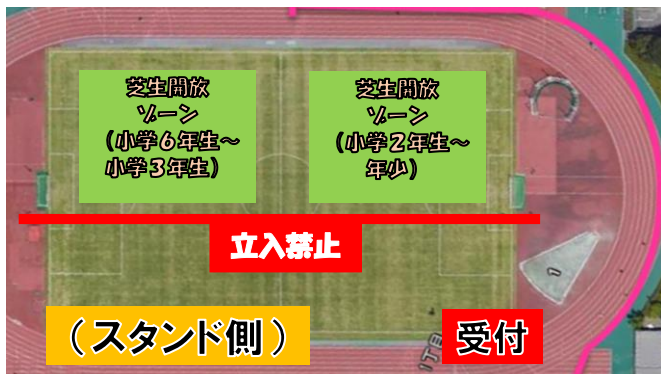 芝生開放
ゾーン
（小学６年生～
小学３年生）
芝生開放
ゾーン
（小学２年生～
年少）
立入禁止
1
（スタンド側）
受付